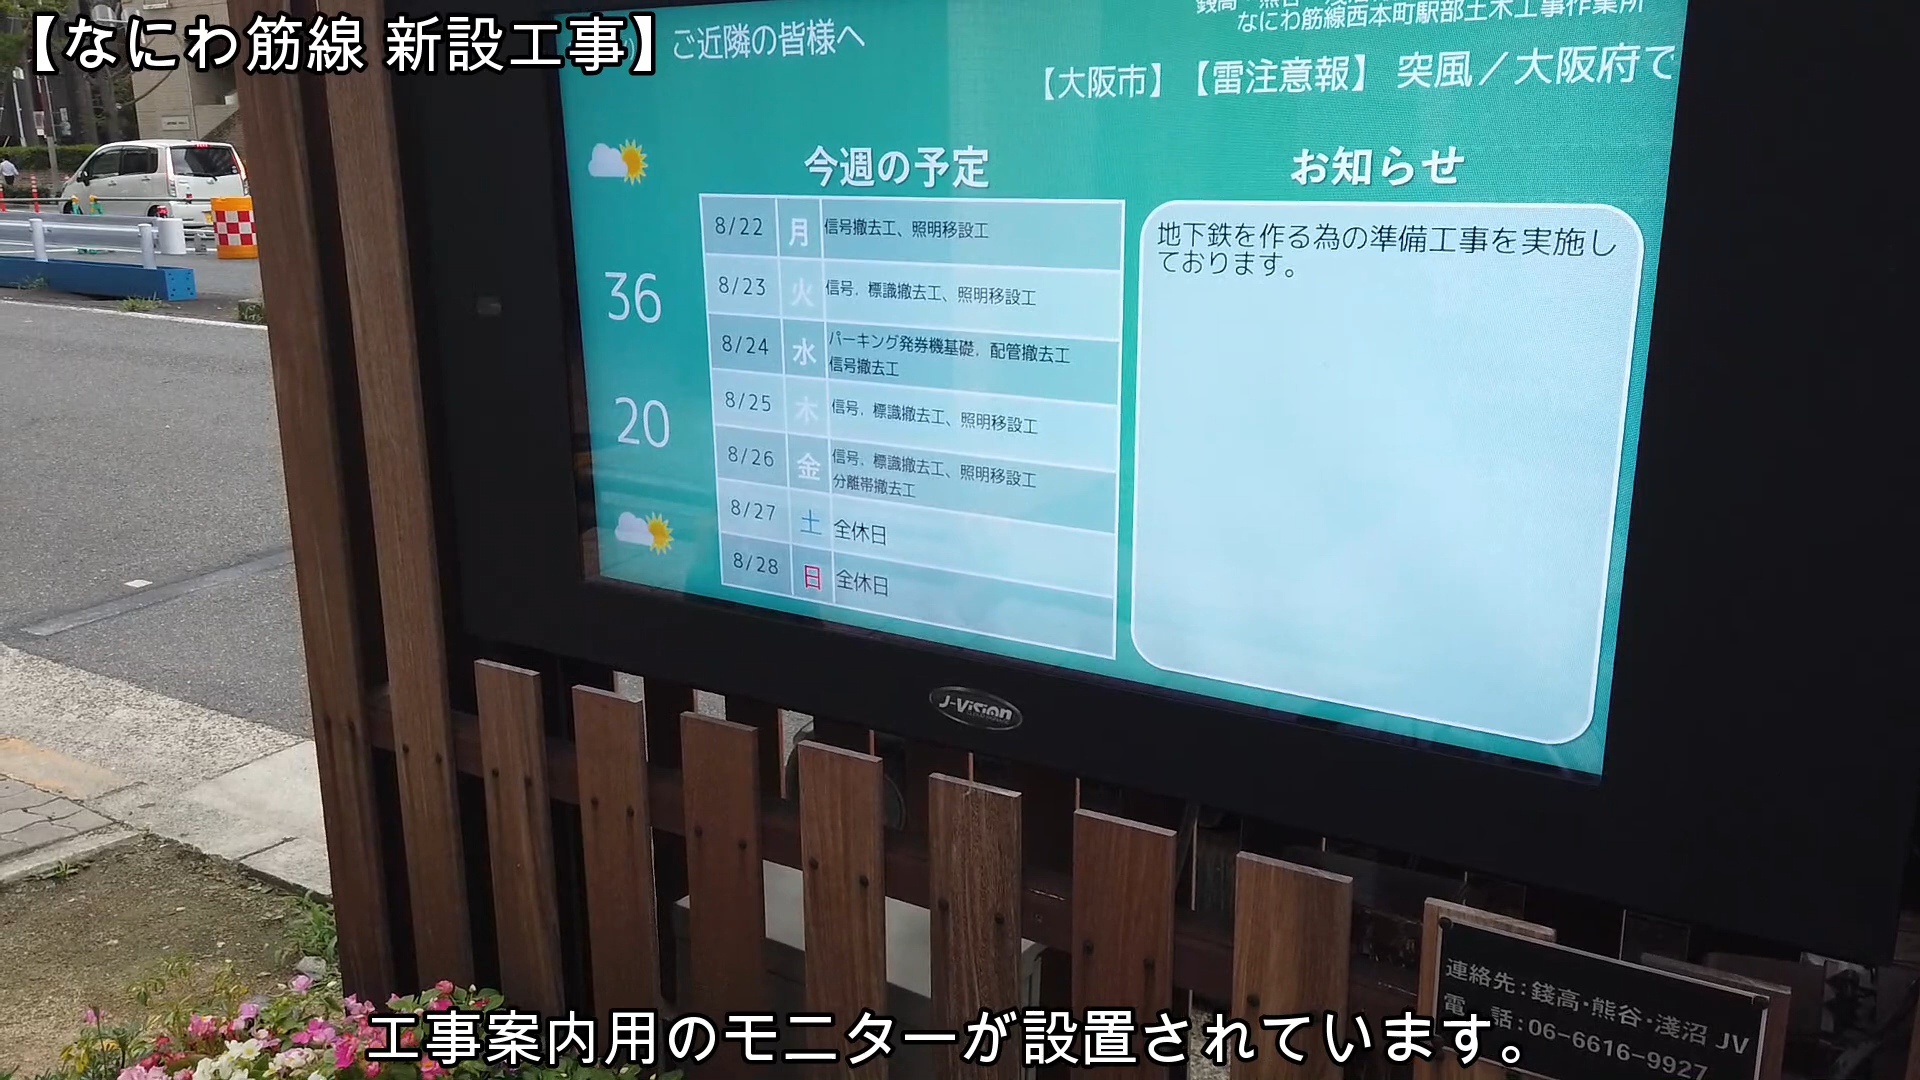 【なにわ筋線 新設工事】
ご近隣の皆様へ
なにわ筋線西本町駅部土木工事作業所
【大阪市】【雷注意報】 突風／大阪府で
今週の予定
お知らせ
36
20
8/22 月 信号撤去工、照明移設工
8/23 火 信号，標識撤去工、照明移設工
8/24 水 パーキング発券機基礎，配管撤去工
信号撤去工
8/25 木 信号，標識撤去工、照明移設工
8/26 金 信号，標識撤去工、照明移設工
分離帯撤去工
8/27 土 全休日
8/28 日 全休日
地下鉄を作る為の準備工事を実施し
ております。
J-Vision
連絡先：錢高・熊谷・淺沼 JV
電 話：06-6616-9927
工事案内用のモニターが設置されています。